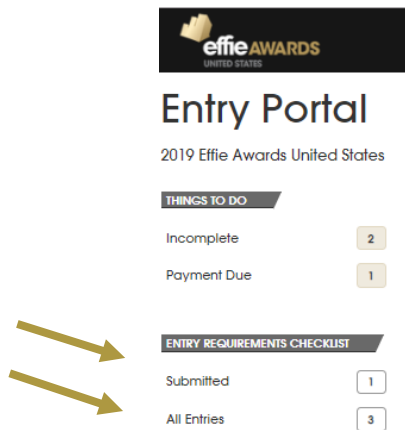 effie AWARDS
UNITED STATES
Entry Portal
2019 Effie Awards United States
THINGS TO DO
Incomplete 2
Payment Due 1
ENTRY REQUIREMENTS CHECKLIST
Submitted 1
All Entries 3